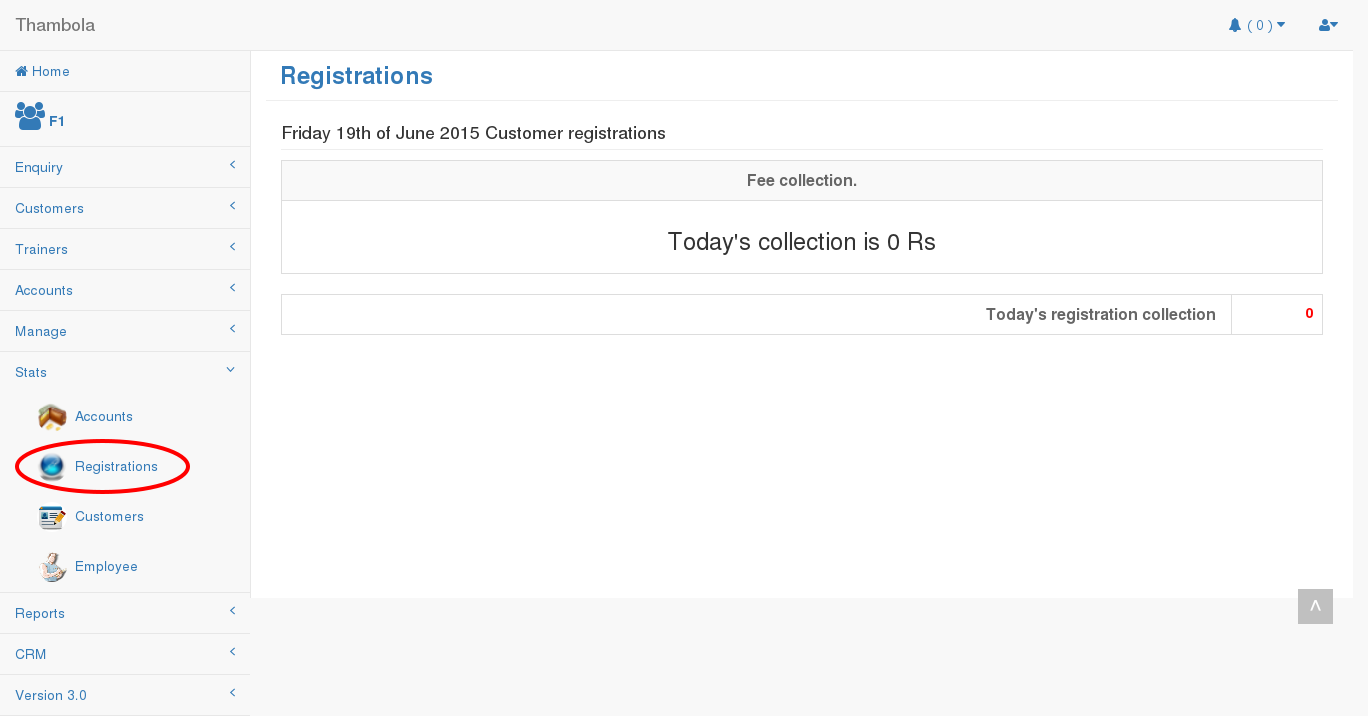 Thambola
( 0 )
Home
F1
Enquiry
Customers
Trainers
Accounts
Manage
Stats
Accounts
Registrations
Customers
Employee
Reports
CRM
Version 3.0
Registrations
Friday 19th of June 2015 Customer registrations
Fee collection.
Today's collection is 0 Rs
Today's registration collection 0